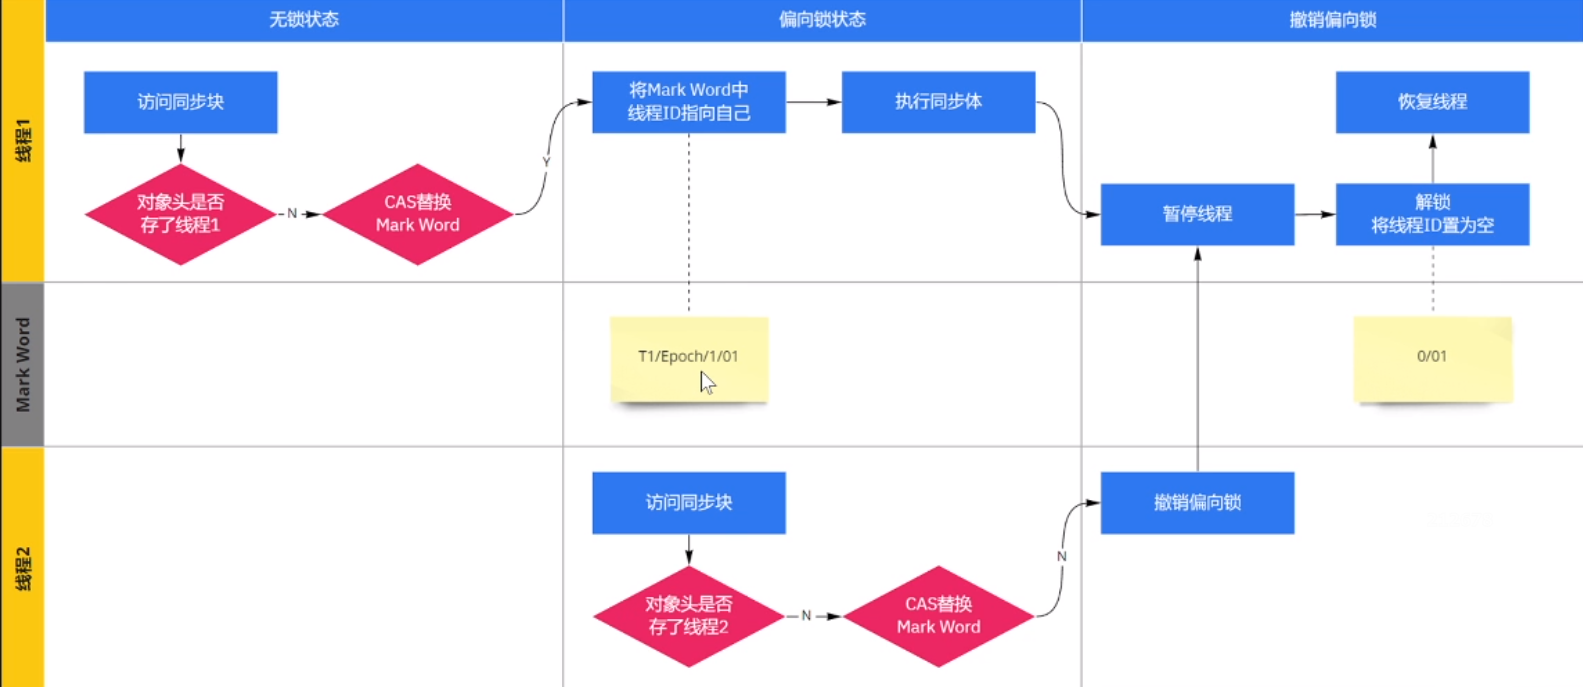 无锁状态
偏向锁状态
撤销偏向锁
线程1
访问同步块
对象头是否
存了线程1
N
CAS替换
Mark Word
Y
将Mark Word中
线程ID指向自己
执行同步体
暂停线程
恢复线程
解锁
将线程ID置为空
Mark Word
T1/Epoch/1/01
0/01
线程2
访问同步块
对象头是否
存了线程2
N
CAS替换
Mark Word
N
撤销偏向锁